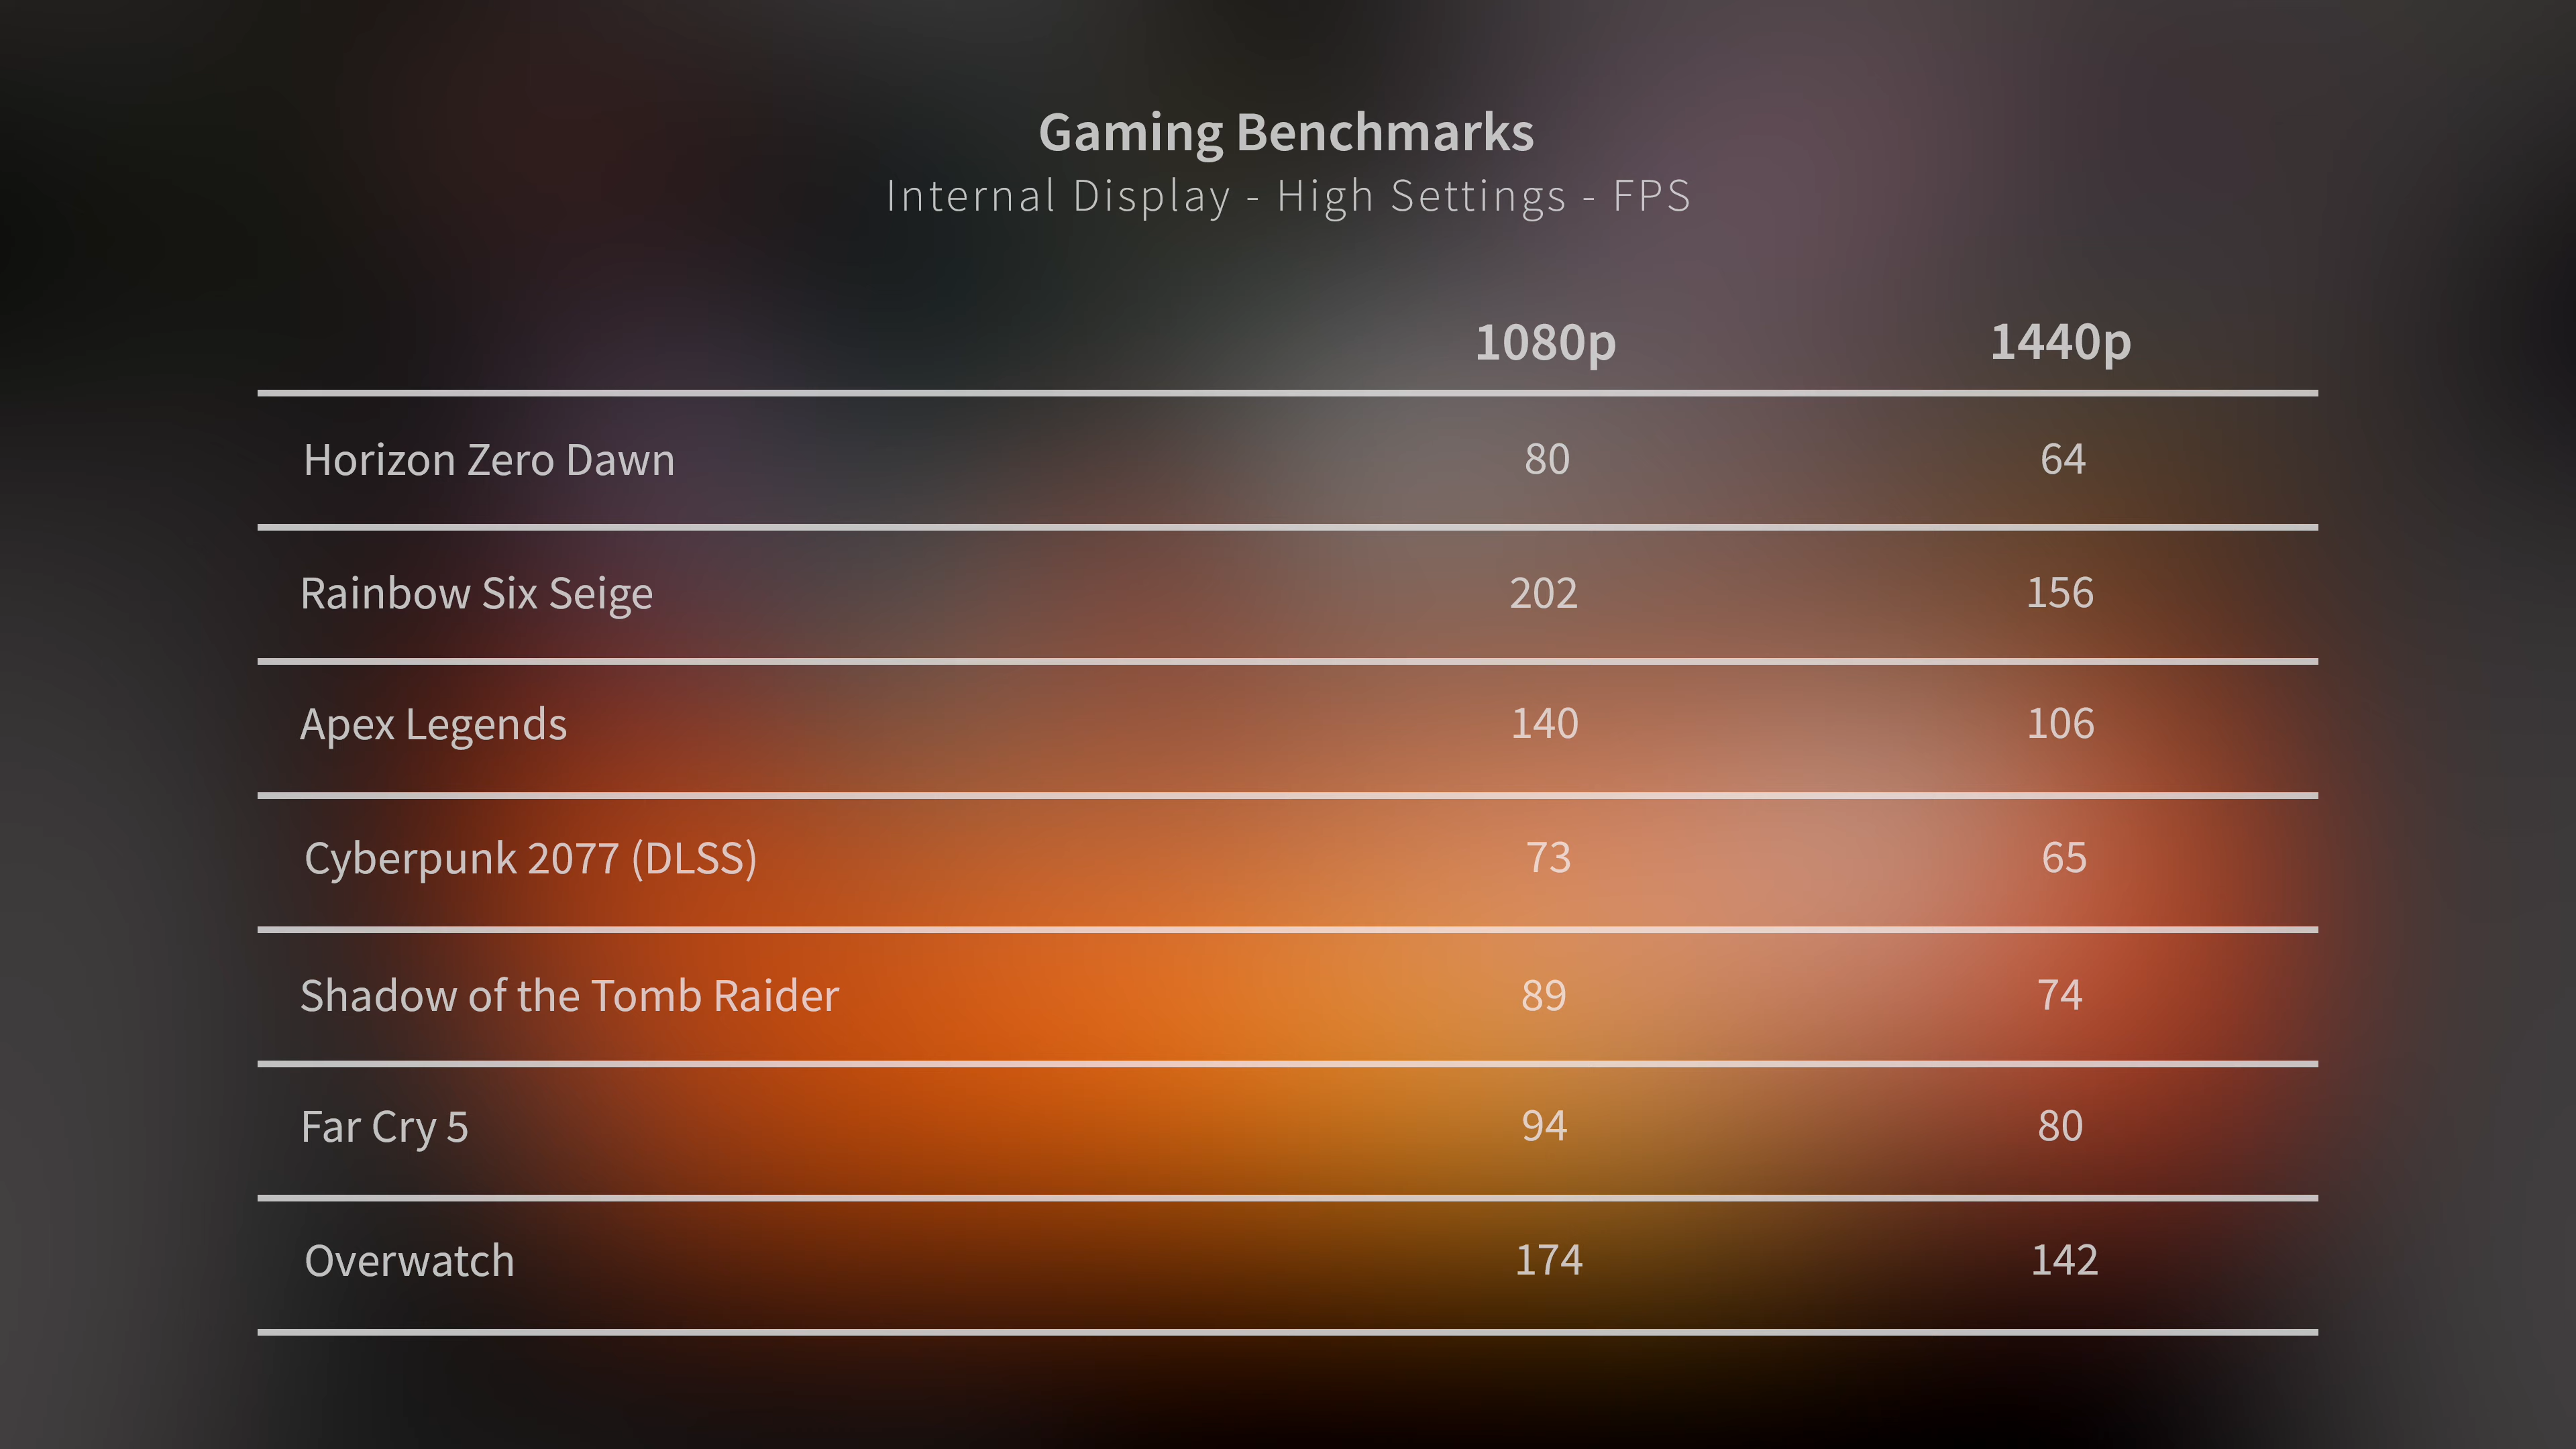 Gaming Benchmarks
Internal Display - High Settings - FPS
1080p 1440p
Horizon Zero Dawn 80 64
Rainbow Six Seige 202 156
Apex Legends 140 106
Cyberpunk 2077 (DLSS) 73 65
Shadow of the Tomb Raider 89 74
Far Cry 5 94 80
Overwatch 174 142